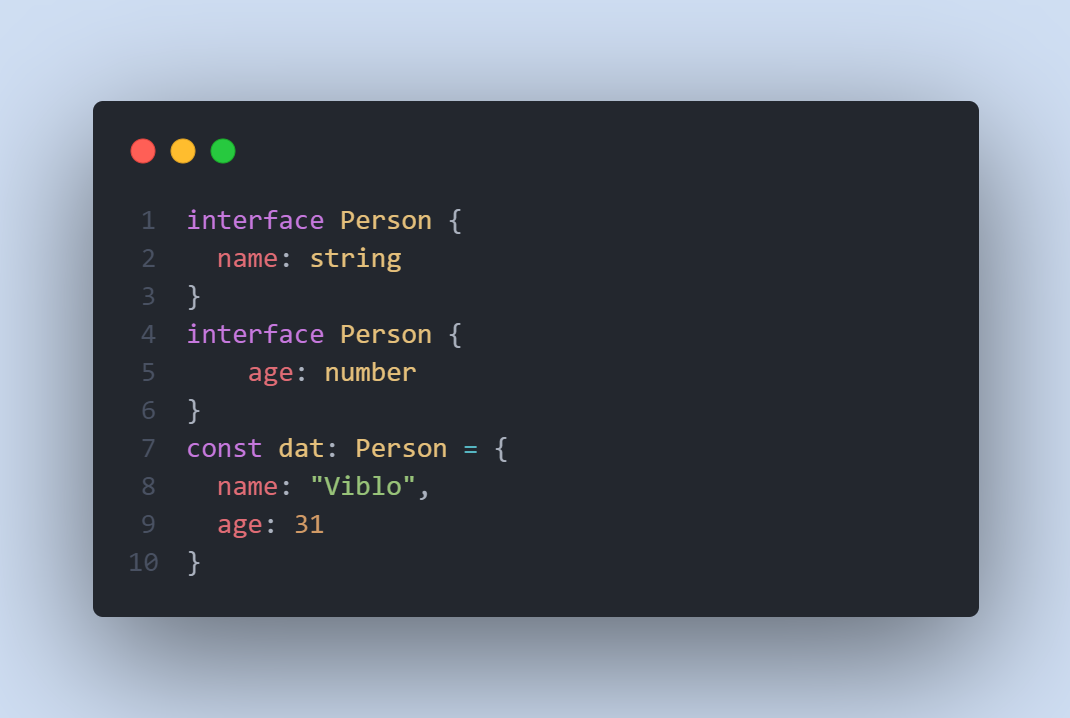 1 interface Person {
2   name: string
3 }
4 interface Person {
5     age: number
6 }
7 const dat: Person = {
8   name: "Viblo",
9   age: 31
10 }